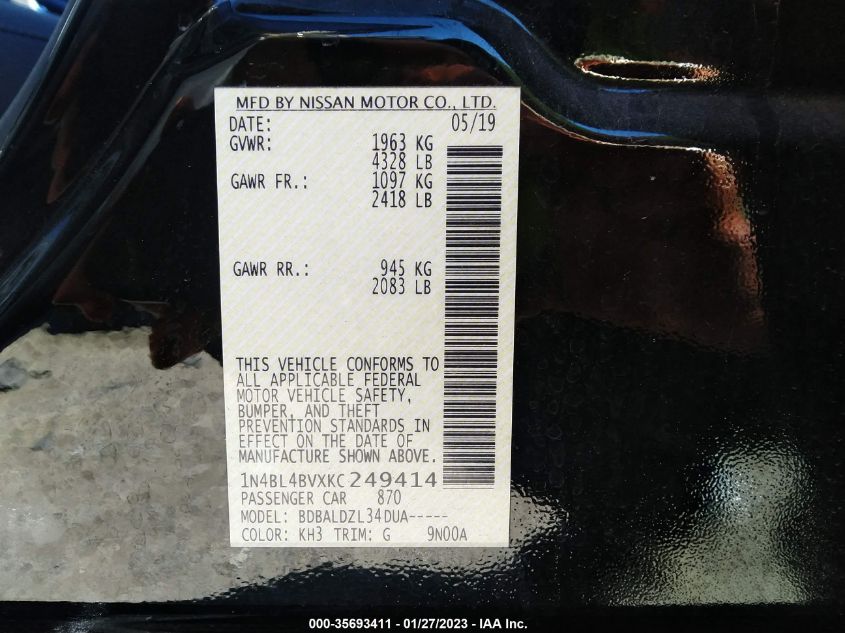 MFD BY NISSAN MOTOR CO., LTD.
DATE: 05/19
GVWR: 1963 KG
4328 LB
GAWR FR.: 1097 KG
2418 LB
GAWR RR.: 945 KG
2083 LB
THIS VEHICLE CONFORMS TO
ALL APPLICABLE FEDERAL
MOTOR VEHICLE SAFETY,
BUMPER, AND THEFT
PREVENTION STANDARDS IN
EFFECT ON THE DATE OF
MANUFACTURE SHOWN ABOVE.
1N4BL4BVXKC249414
PASSENGER CAR 870
MODEL: BDBALDZL34DUA-----
COLOR: KH3 TRIM: G 9N00A
000-35693411 - 01/27/2023 - IAA Inc.